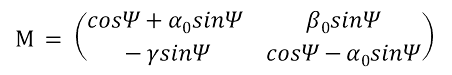 M = ( cosΨ + α₀sinΨ β₀sinΨ
− γsinΨ cosΨ − α₀sinΨ )